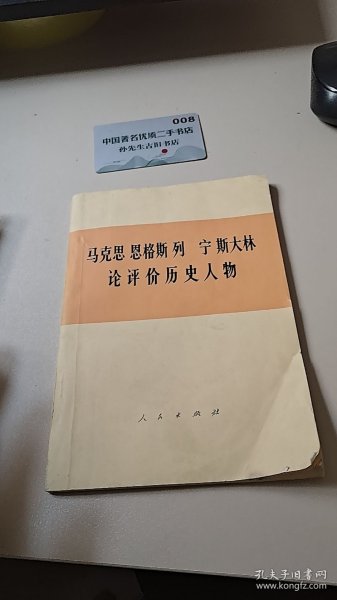 008
中国著名优质二手书店
孙先生古旧书店
马克思 恩格斯 列 宁 斯大林
论评价历史人物
人民出版社
孔夫子旧书网
www.kongfz.com